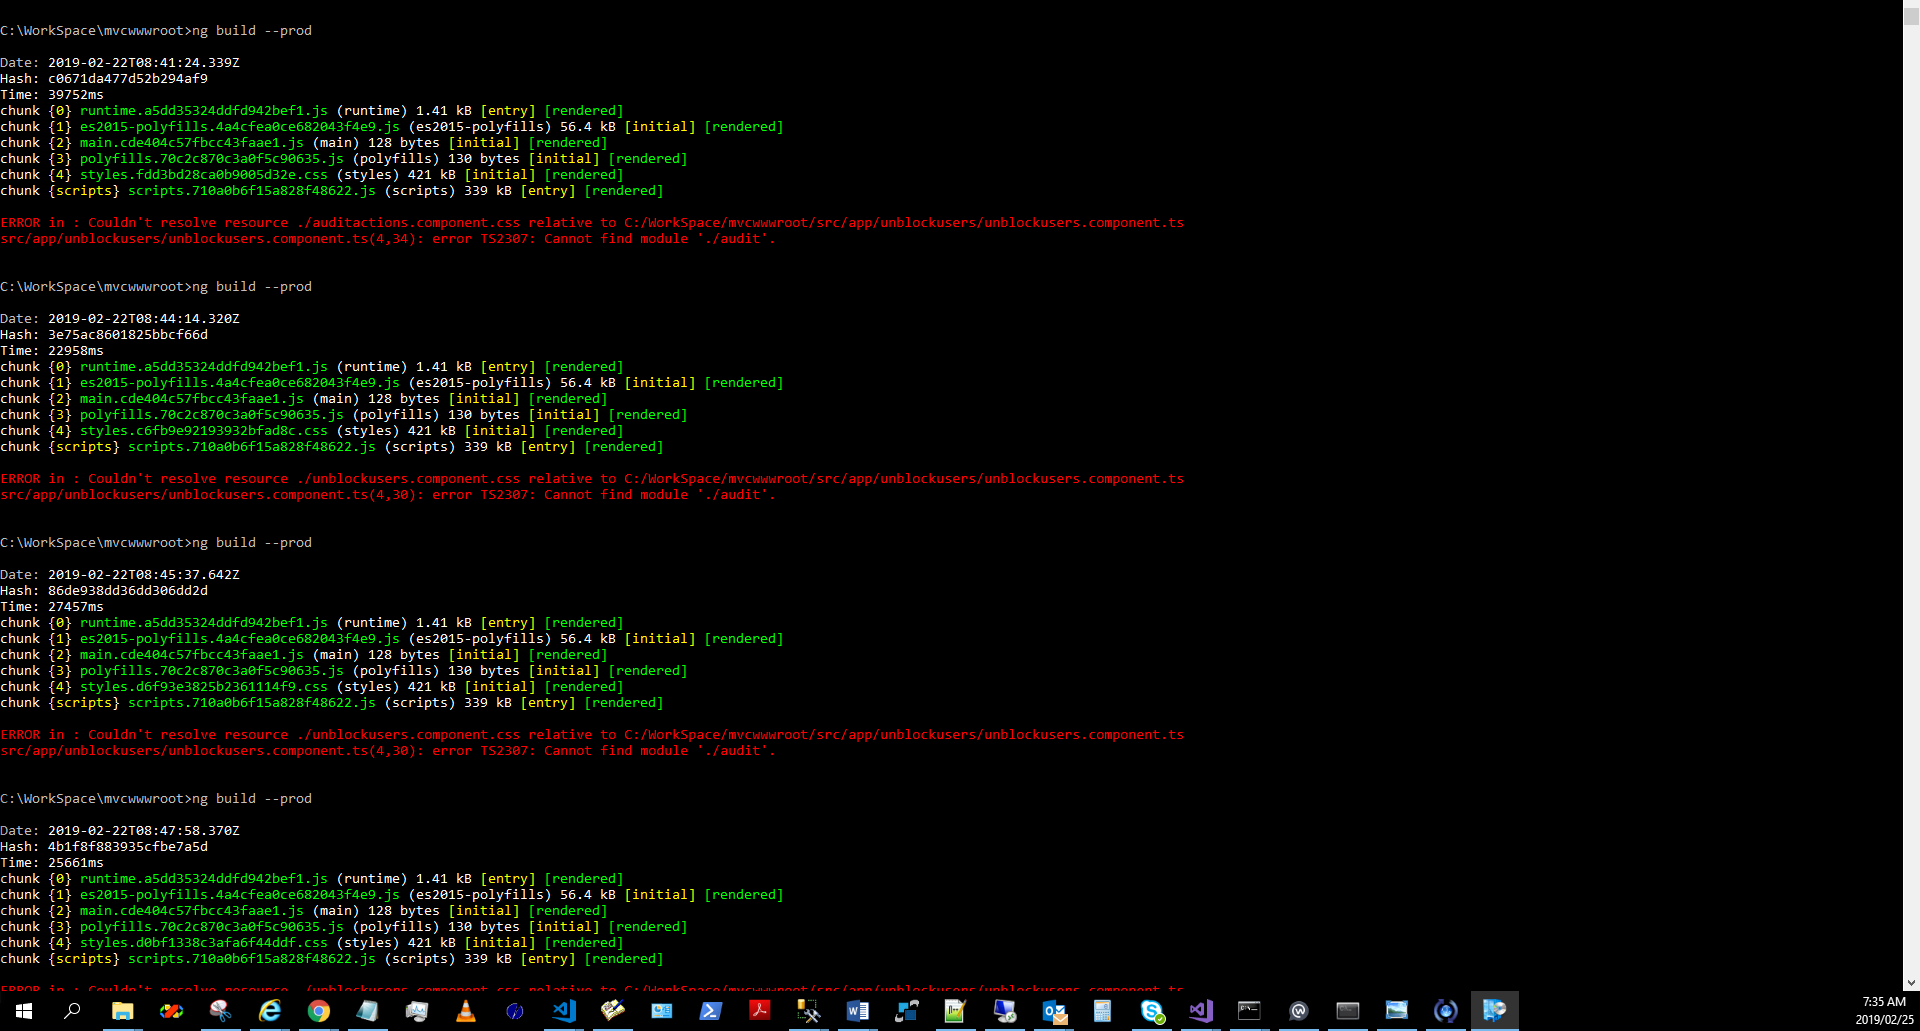 C:\WorkSpace\mvcwwwroot>ng build --prod
Date: 2019-02-22T08:41:24.339Z
Hash: c0671da477d52b294af9
Time: 39752ms
chunk {0} runtime.a5dd35324ddfd942bef1.js (runtime) 1.41 kB [entry] [rendered]
chunk {1} es2015-polyfills.4a4cfea0ce682043f4e9.js (es2015-polyfills) 56.4 kB [initial] [rendered]
chunk {2} main.cde404c57fbcc43faae1.js (main) 128 bytes [initial] [rendered]
chunk {3} polyfills.70c2c870c3a0f5c90635.js (polyfills) 130 bytes [initial] [rendered]
chunk {4} styles.fdd3bd28ca0b9005d32e.css (styles) 421 kB [initial] [rendered]
chunk {scripts} scripts.710a0b6f15a828f48622.js (scripts) 339 kB [entry] [rendered]
ERROR in : Couldn't resolve resource ./auditactions.component.css relative to C:/WorkSpace/mvcwwwroot/src/app/unblockusers/unblockusers.component.ts
src/app/unblockusers/unblockusers.component.ts(4,34): error TS2307: Cannot find module './audit'.
C:\WorkSpace\mvcwwwroot>ng build --prod
Date: 2019-02-22T08:44:14.320Z
Hash: 3e75ac8601825bbcf66d
Time: 22958ms
chunk {0} runtime.a5dd35324ddfd942bef1.js (runtime) 1.41 kB [entry] [rendered]
chunk {1} es2015-polyfills.4a4cfea0ce682043f4e9.js (es2015-polyfills) 56.4 kB [initial] [rendered]
chunk {2} main.cde404c57fbcc43faae1.js (main) 128 bytes [initial] [rendered]
chunk {3} polyfills.70c2c870c3a0f5c90635.js (polyfills) 130 bytes [initial] [rendered]
chunk {4} styles.c6fb9e92193932bfad8c.css (styles) 421 kB [initial] [rendered]
chunk {scripts} scripts.710a0b6f15a828f48622.js (scripts) 339 kB [entry] [rendered]
ERROR in : Couldn't resolve resource ./unblockusers.component.css relative to C:/WorkSpace/mvcwwwroot/src/app/unblockusers/unblockusers.component.ts
src/app/unblockusers/unblockusers.component.ts(4,30): error TS2307: Cannot find module './audit'.
C:\WorkSpace\mvcwwwroot>ng build --prod
Date: 2019-02-22T08:45:37.642Z
Hash: 86de938dd36dd306dd2d
Time: 27457ms
chunk {0} runtime.a5dd35324ddfd942bef1.js (runtime) 1.41 kB [entry] [rendered]
chunk {1} es2015-polyfills.4a4cfea0ce682043f4e9.js (es2015-polyfills) 56.4 kB [initial] [rendered]
chunk {2} main.cde404c57fbcc43faae1.js (main) 128 bytes [initial] [rendered]
chunk {3} polyfills.70c2c870c3a0f5c90635.js (polyfills) 130 bytes [initial] [rendered]
chunk {4} styles.d6f93e3825b2361114f9.css (styles) 421 kB [initial] [rendered]
chunk {scripts} scripts.710a0b6f15a828f48622.js (scripts) 339 kB [entry] [rendered]
ERROR in : Couldn't resolve resource ./unblockusers.component.css relative to C:/WorkSpace/mvcwwwroot/src/app/unblockusers/unblockusers.component.ts
src/app/unblockusers/unblockusers.component.ts(4,30): error TS2307: Cannot find module './audit'.
C:\WorkSpace\mvcwwwroot>ng build --prod
Date: 2019-02-22T08:47:58.370Z
Hash: 4b1f8f883935cfbe7a5d
Time: 25661ms
chunk {0} runtime.a5dd35324ddfd942bef1.js (runtime) 1.41 kB [entry] [rendered]
chunk {1} es2015-polyfills.4a4cfea0ce682043f4e9.js (es2015-polyfills) 56.4 kB [initial] [rendered]
chunk {2} main.cde404c57fbcc43faae1.js (main) 128 bytes [initial] [rendered]
chunk {3} polyfills.70c2c870c3a0f5c90635.js (polyfills) 130 bytes [initial] [rendered]
chunk {4} styles.d0bf1338c3afa6f44ddf.css (styles) 421 kB [initial] [rendered]
chunk {scripts} scripts.710a0b6f15a828f48622.js (scripts) 339 kB [entry] [rendered]
ERROR in : Couldn't resolve resource ./unblockusers.component.css relative to C:/WorkSpace/mvcwwwroot/src/app/unblockusers/unblockusers.component.ts
7:35 AM
2019/02/25